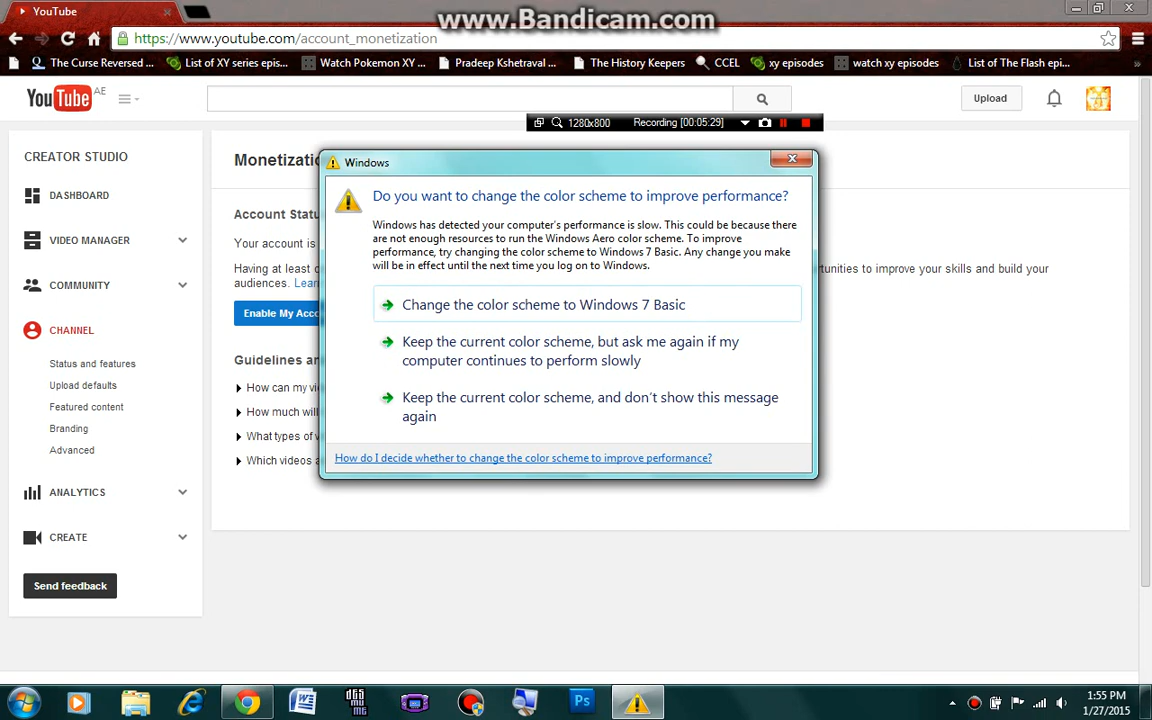 YouTube
www.Bandicam.com
https://www.youtube.com/account_monetization
The Curse Reversed ...
List of XY series epis...
Watch Pokemon XY ...
Pradeep Kshetraval ...
The History Keepers
CCEL
xy episodes
watch xy episodes
List of The Flash epi...
»
YouTube AE
Upload
1280x800
Recording [00:05:29]
CREATOR STUDIO
DASHBOARD
VIDEO MANAGER
COMMUNITY
CHANNEL
Status and features
Upload defaults
Featured content
Branding
Advanced
ANALYTICS
CREATE
Send feedback
Account
Your account is
Having at least
tunities to improve your skills and build your
audiences.
Enable My
Guidelines
How can my
How much will
What types of
Which videos
Windows
Do you want to change the color scheme to improve performance?
Windows has detected your computer's performance is slow. This could be because there
are not enough resources to run the Windows Aero color scheme. To improve
performance, try changing the color scheme to Windows 7 Basic. Any change you make
will be in effect until the next time you log on to Windows.
Change the color scheme to Windows 7 Basic
Keep the current color scheme, but ask me again if my
computer continues to perform slowly
Keep the current color scheme, and don't show this message
again
How do I decide whether to change the color scheme to improve performance?
Ps
1:55 PM
1/27/2015